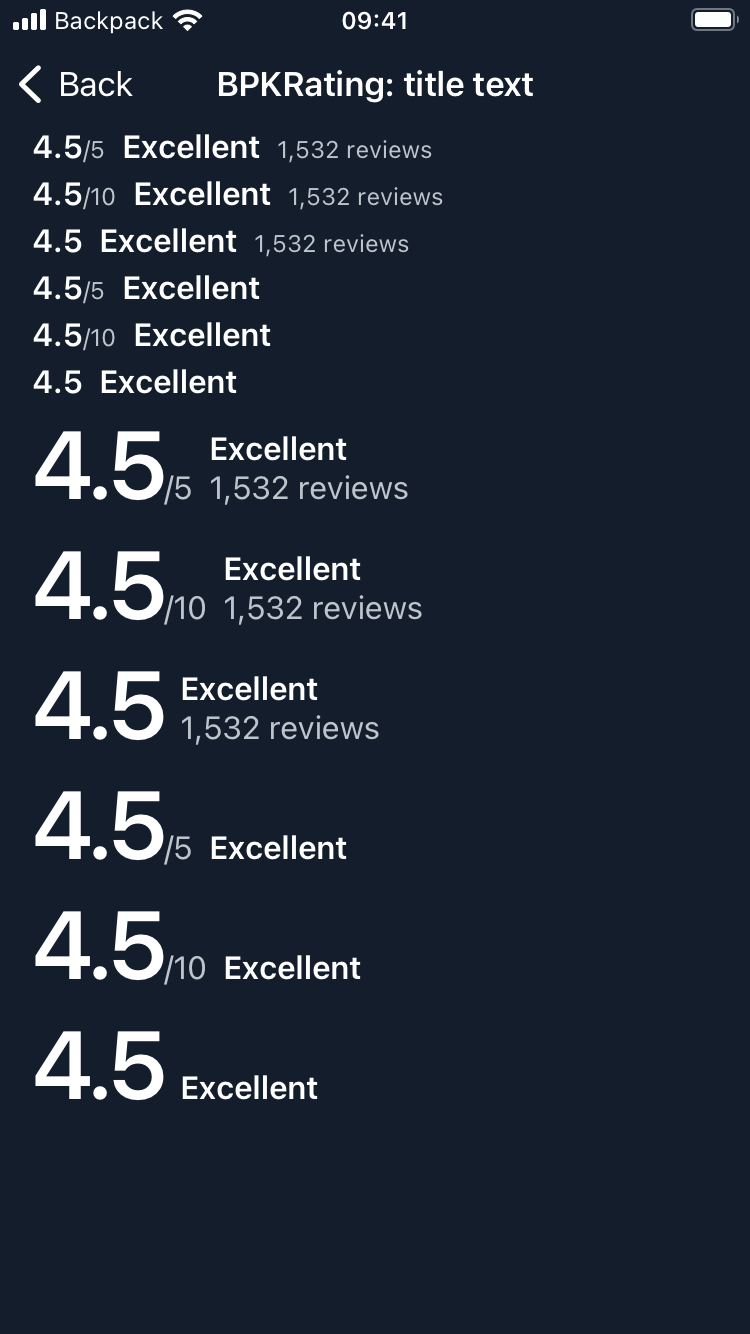 Backpack 09:41
Back BPKRating: title text
4.5/5 Excellent 1,532 reviews
4.5/10 Excellent 1,532 reviews
4.5 Excellent 1,532 reviews
4.5/5 Excellent
4.5/10 Excellent
4.5 Excellent
4.5/5 Excellent
1,532 reviews
4.5/10 Excellent
1,532 reviews
4.5 Excellent
1,532 reviews
4.5/5 Excellent
4.5/10 Excellent
4.5 Excellent